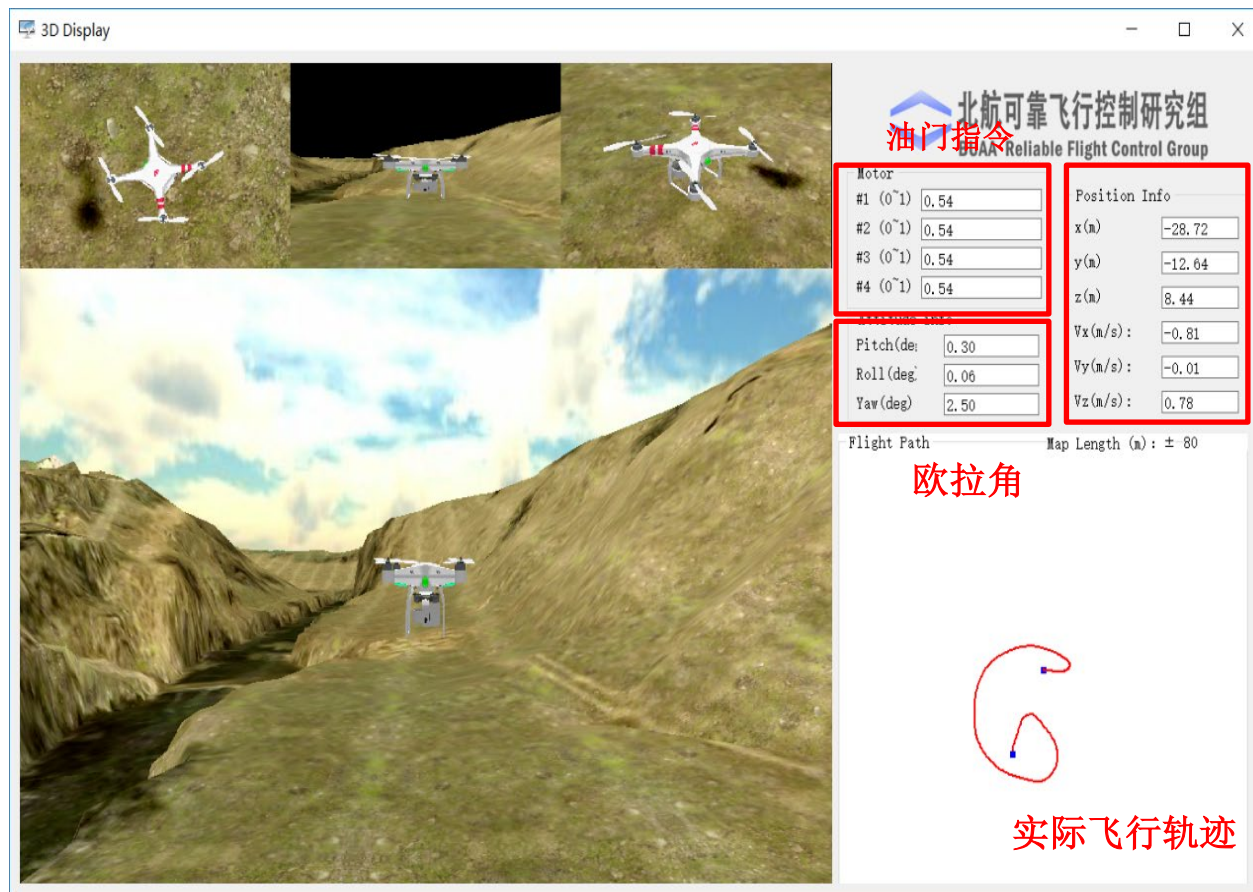 3D Display
北航可靠飞行控制研究组
油门指令
BUAA Reliable Flight Control Group
Motor
#1 (0~1) 0.54
#2 (0~1) 0.54
#3 (0~1) 0.54
#4 (0~1) 0.54
Position Info
x(m) -28.72
y(m) -12.64
z(m) 8.44
Vx(m/s): -0.81
Vy(m/s): -0.01
Vz(m/s): 0.78
Pitch(de 0.30
Roll(deg 0.06
Yaw(deg) 2.50
Flight Path
Map Length (m): ± 80
欧拉角
实际飞行轨迹